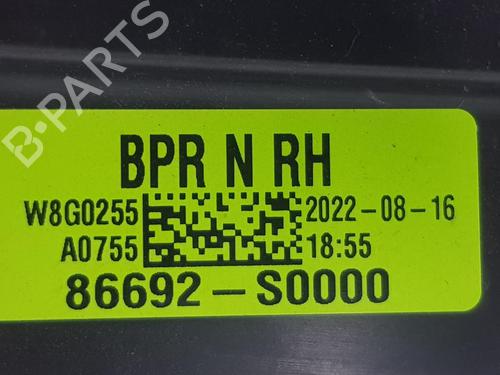 B-PARTS
BPR N RH
W8G0255 2022-08-16
A0755 18:55
86692-S0000